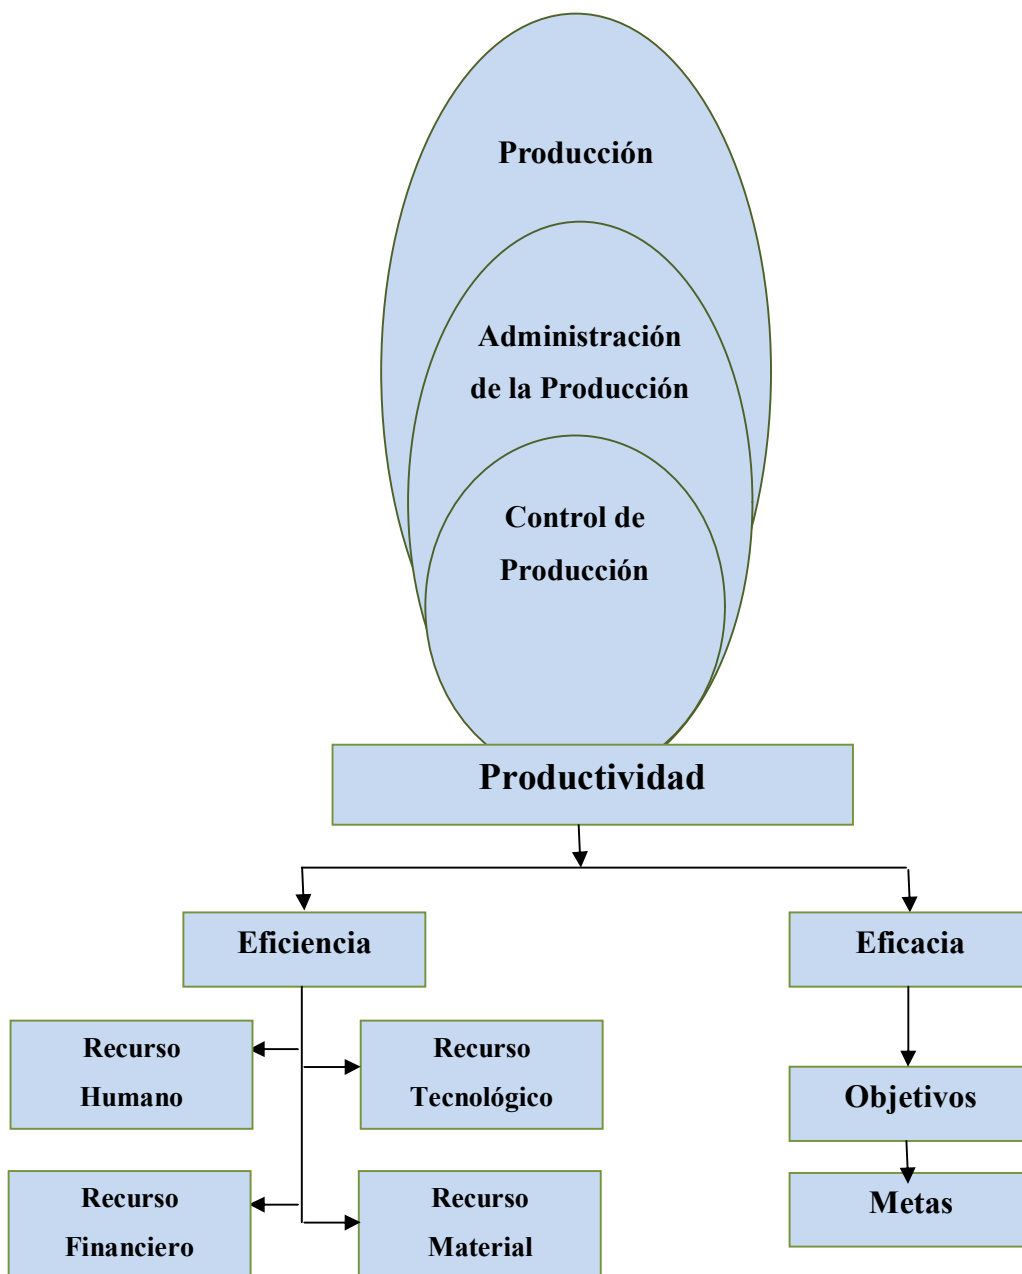 Producción
Administración
de la Producción
Control de
Producción
Productividad
Eficiencia
Eficacia
Recurso
Humano
Recurso
Tecnológico
Objetivos
Recurso
Financiero
Recurso
Material
Metas